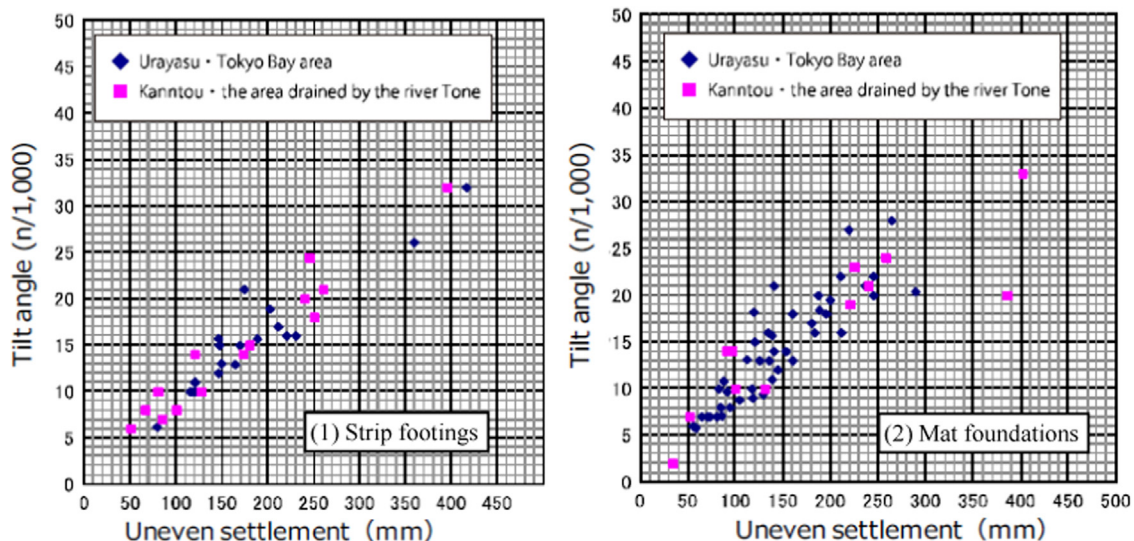 50
45
40
35
30
25
20
15
10
5
0
Tilt angle (n/1,000)
Urayasu・Tokyo Bay area
Kanntou・the area drained by the river Tone
(1) Strip footings
0 50 100 150 200 250 300 350 400 450
Uneven settlement (mm)
50
45
40
35
30
25
20
15
10
5
0
Tilt angle (n/1,000)
Urayasu・Tokyo Bay area
Kanntou・the area drained by the river Tone
(2) Mat foundations
0 50 100 150 200 250 300 350 400 450 500
Uneven settlement (mm)